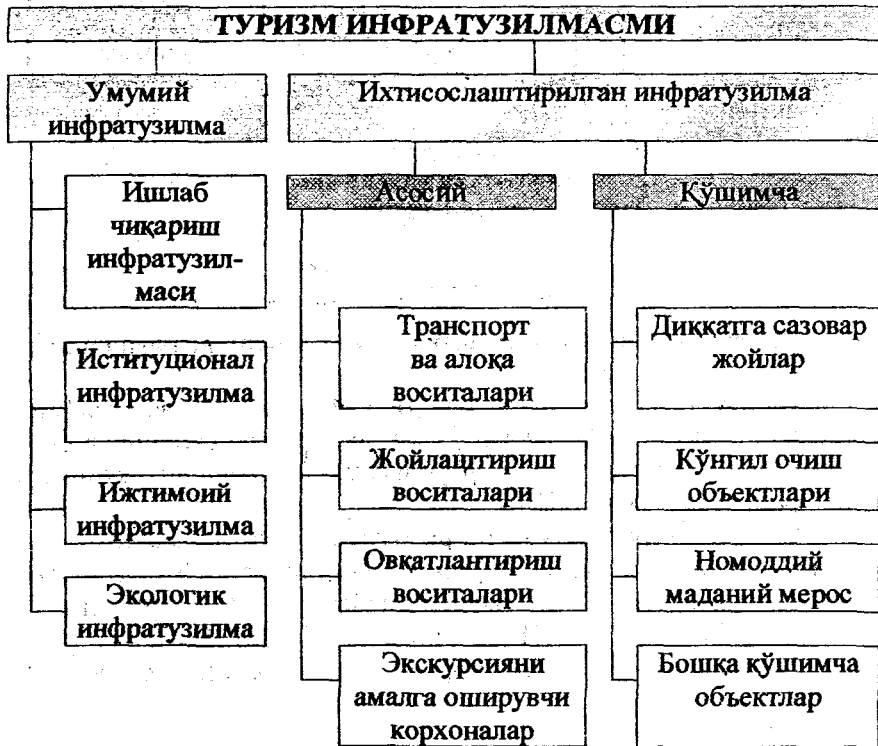 ТУРИЗМ ИНФРАТУЗИЛМАСМИ
Умумий
инфратузилма
Ихтисослаштирилган инфратузилма
Ишлаб
чиқариш
инфратузил-
маси
Иституционал
инфратузилма
Ижтимоий
инфратузилма
Экологик
инфратузилма
Асосий
Транспорт
ва алоқа
воситалари
Жойлаштириш
воситалари
Овқатлантириш
воситалари
Экскурсияни
амалга оширувчи
корхоналар
Қўшимча
Диққатга сазовар
жойлар
Кўнгил очиш
объектлари
Номоддий
маданий мерос
Бошқа қўшимча
объектлар